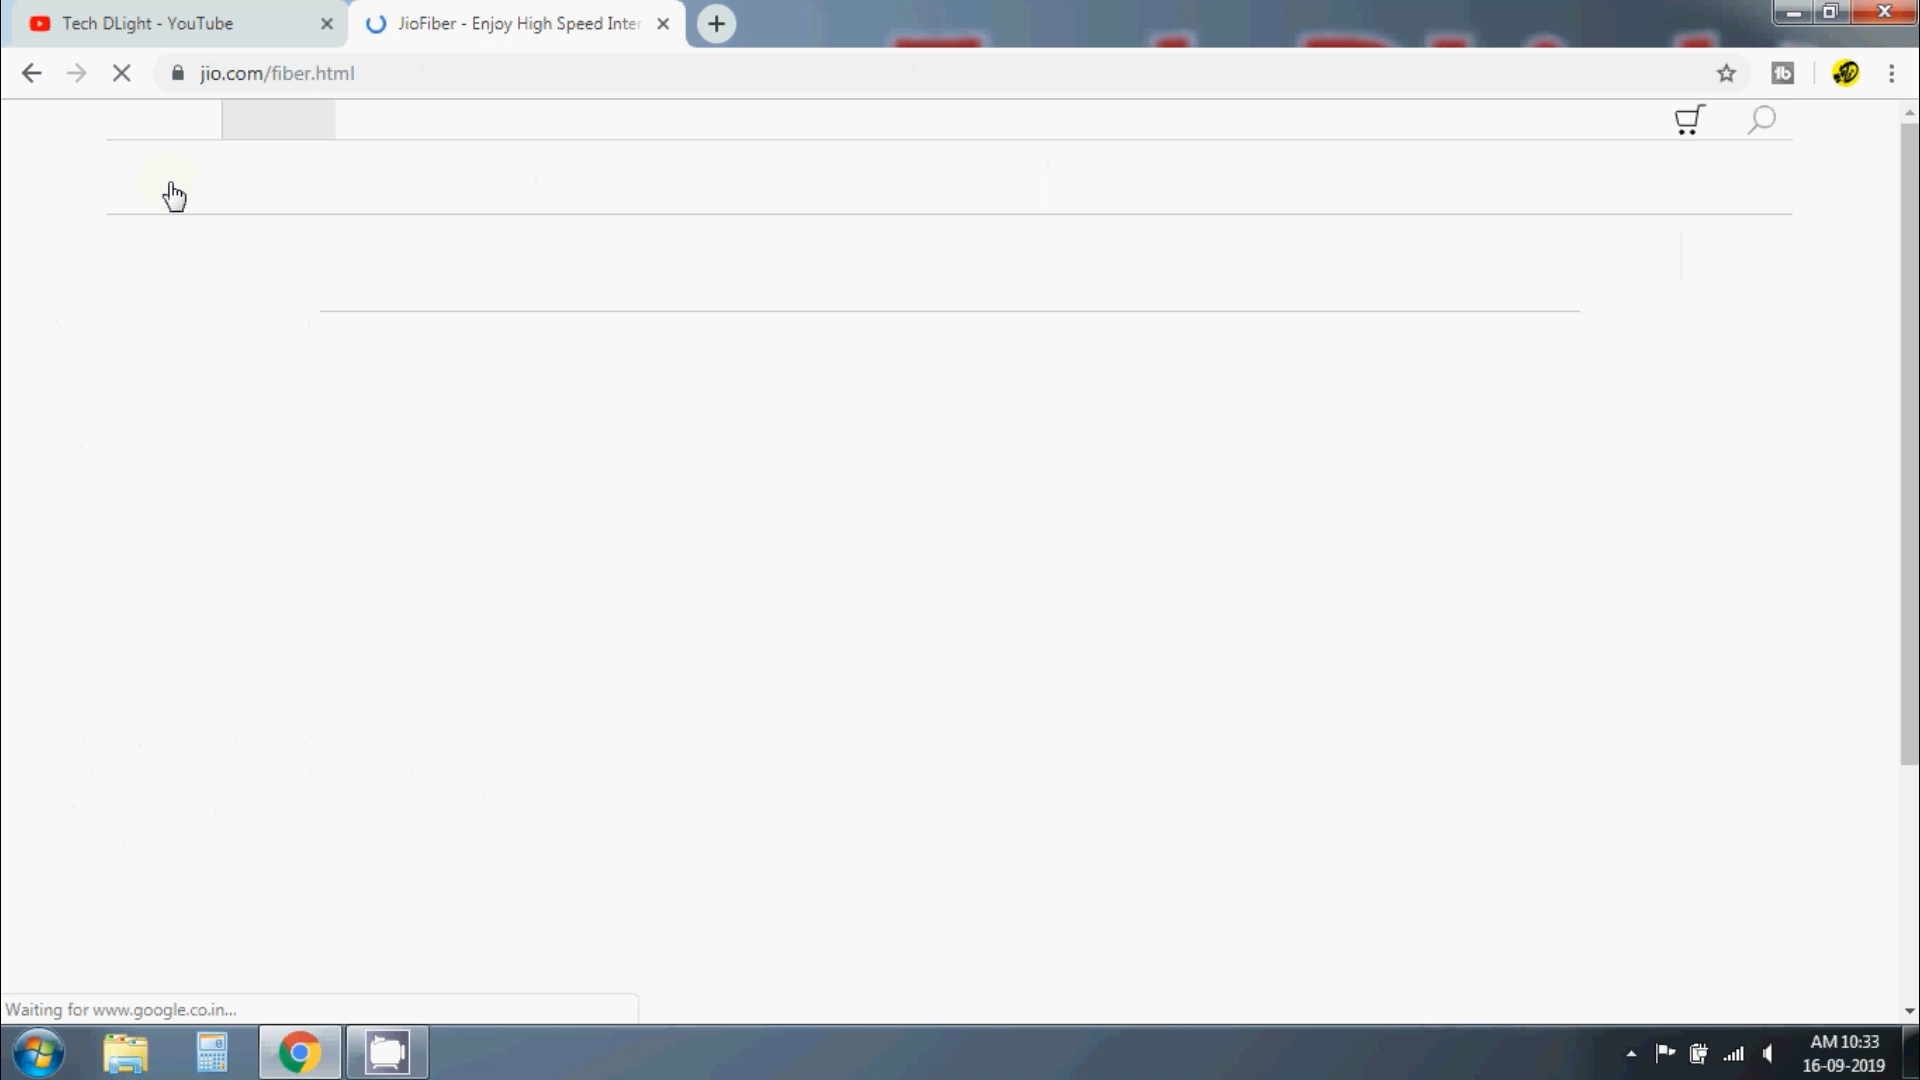 Tech DLight - YouTube
JioFiber - Enjoy High Speed Inter
jio.com/fiber.html
Waiting for www.google.co.in...
AM 10:33
16-09-2019